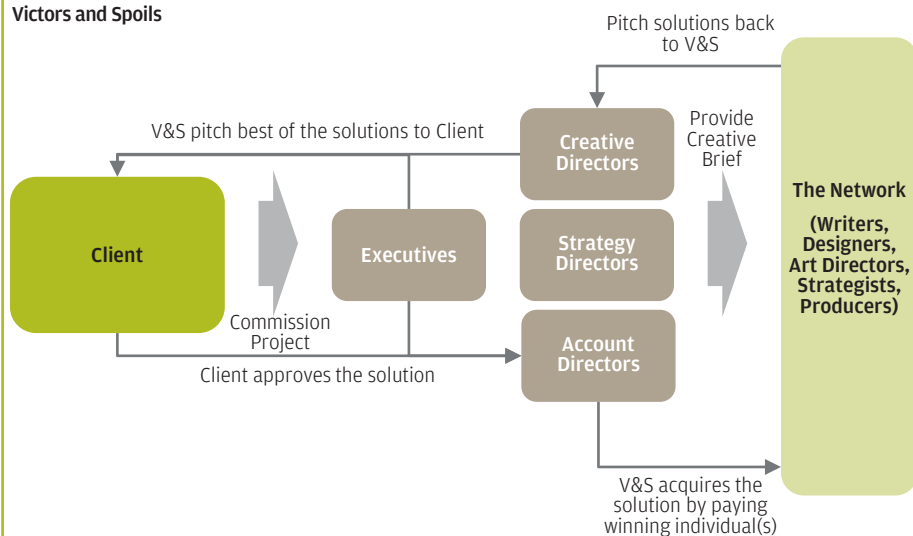 Victors and Spoils
Pitch solutions back
to V&S
V&S pitch best of the solutions to Client
Creative
Directors
Provide
Creative
Brief
The Network
(Writers,
Designers,
Art Directors,
Strategists,
Producers)
Client
Executives
Strategy
Directors
Commission
Project
Account
Directors
Client approves the solution
V&S acquires the
solution by paying
winning individual(s)